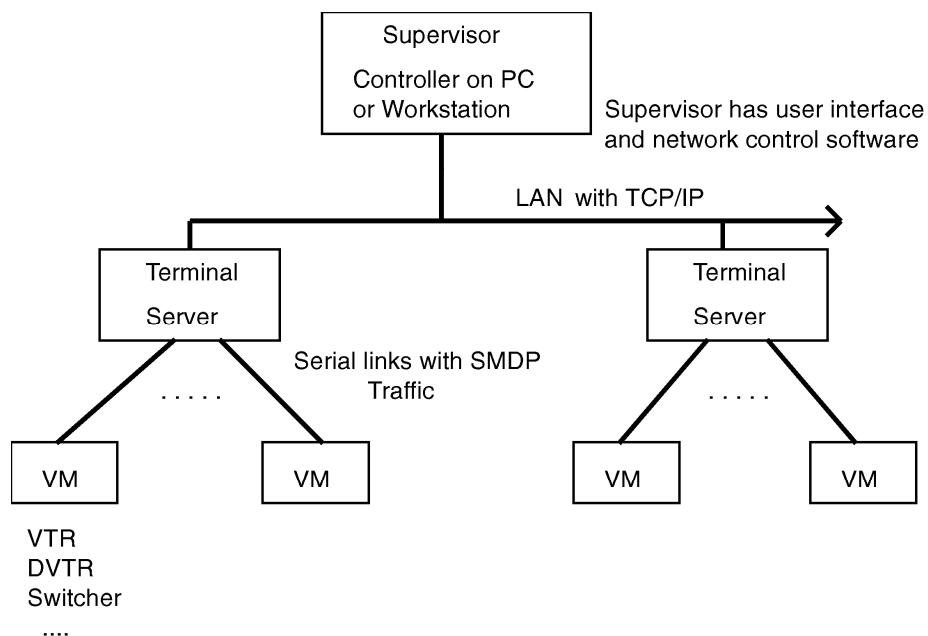 Supervisor
Controller on PC
or Workstation
Supervisor has user interface
and network control software
LAN with TCP/IP
Terminal
Server
Terminal
Server
Serial links with SMDP
Traffic
. . . . .
. . . . .
VM
VM
VM
VM
VTR
DVTR
Switcher
....